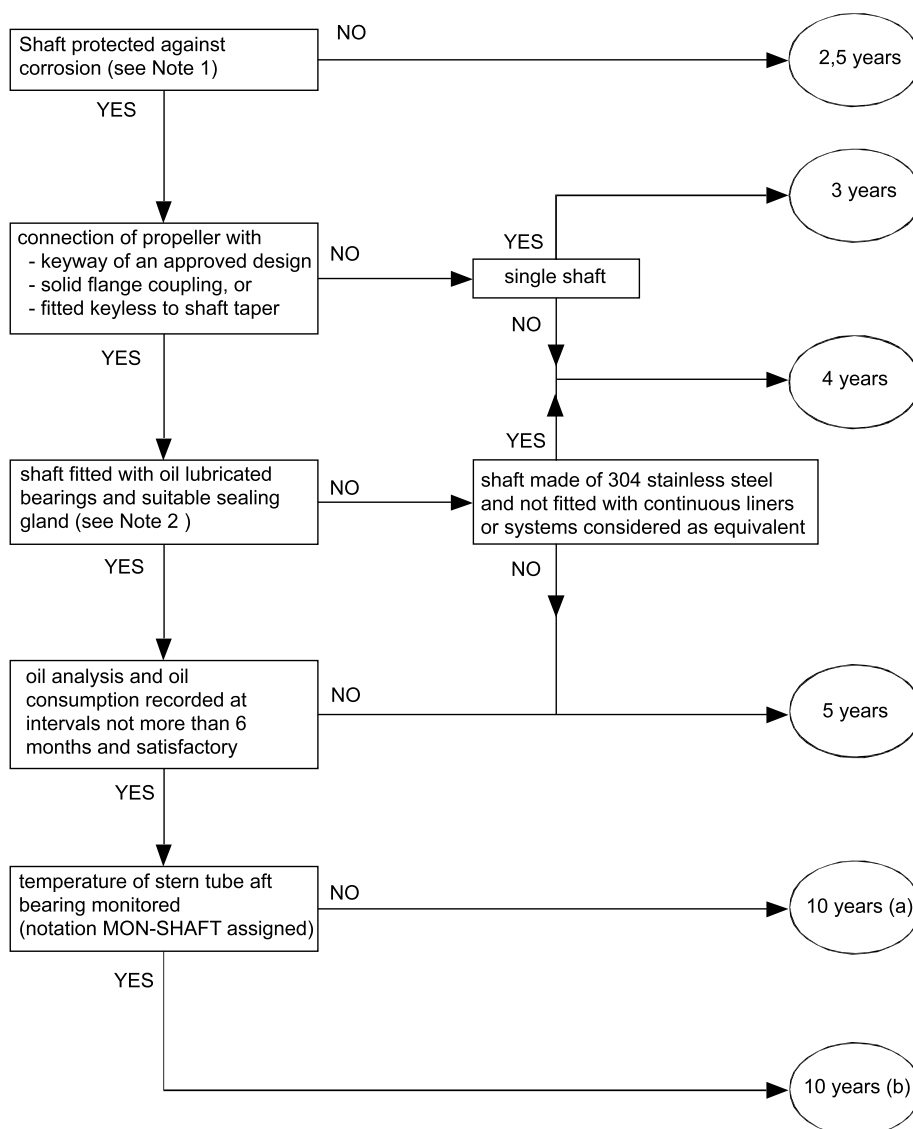 Shaft protected against
corrosion (see Note 1)
NO
2,5 years
YES
3 years
connection of propeller with
- keyway of an approved design
- solid flange coupling, or
- fitted keyless to shaft taper
NO
YES
single shaft
NO
YES
4 years
YES
shaft fitted with oil lubricated
bearings and suitable sealing
gland (see Note 2 )
NO
shaft made of 304 stainless steel
and not fitted with continuous liners
or systems considered as equivalent
YES
NO
oil analysis and oil
consumption recorded at
intervals not more than 6
months and satisfactory
NO
5 years
YES
temperature of stern tube aft
bearing monitored
(notation MON-SHAFT assigned)
NO
10 years (a)
YES
10 years (b)